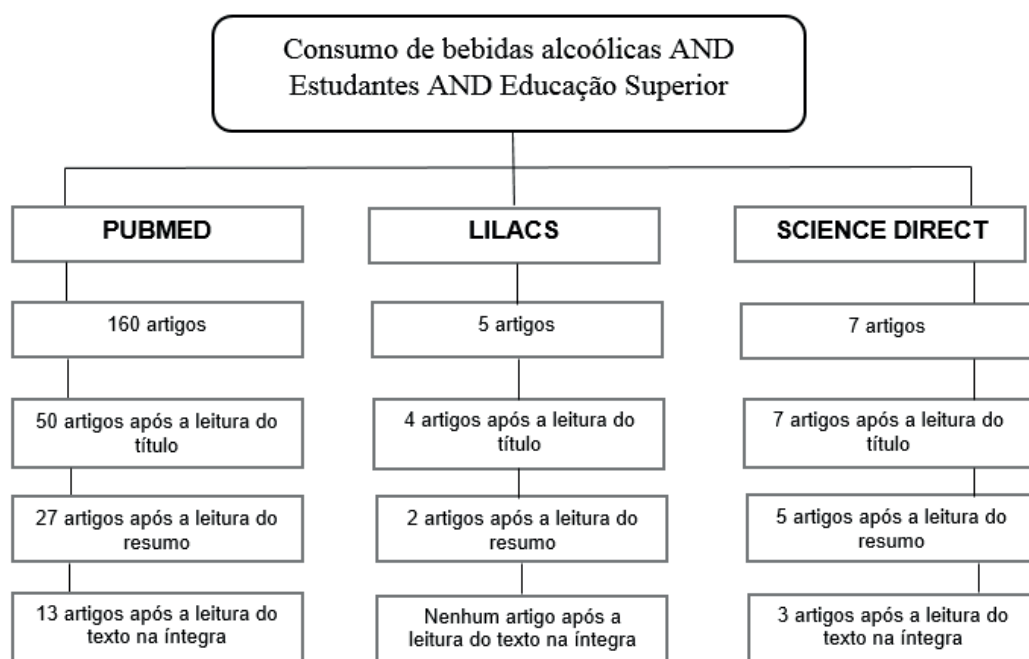 Consumo de bebidas alcoólicas AND
Estudantes AND Educação Superior
PUBMED
LILACS
SCIENCE DIRECT
160 artigos
5 artigos
7 artigos
50 artigos após a leitura do
título
4 artigos após a leitura do
título
7 artigos após a leitura do
título
27 artigos após a leitura do
resumo
2 artigos após a leitura do
resumo
5 artigos após a leitura do
resumo
13 artigos após a leitura do
texto na íntegra
Nenhum artigo após a
leitura do texto na íntegra
3 artigos após a leitura do
texto na íntegra